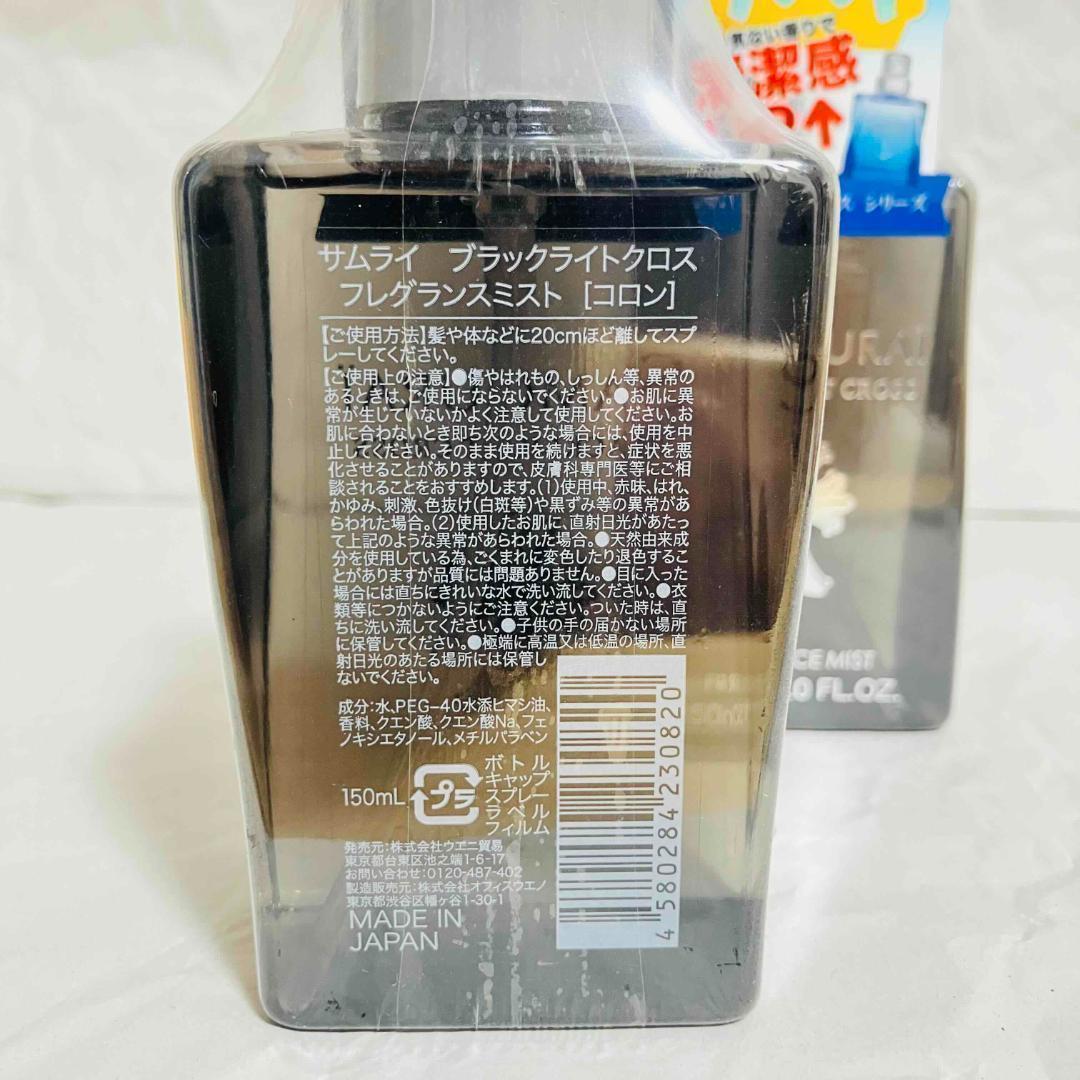 サムライ ブラックライトクロス
フレグランスミスト [コロン]
【ご使用方法】髪や体などに20cmほど離してスプ
レーしてください。
【ご使用上の注意】●傷やはれもの、しっしん等、異常の
あるときは、ご使用にならないでください。●お肌に異
常が生じていないかよく注意して使用してください。お
肌に合わないとき即ち次のような場合には、使用を中
止してください。そのまま使用を続けますと、症状を悪
化させることがありますので、皮膚科専門医等にご相
談されることをおすすめします。(1)使用中、赤味、はれ、
かゆみ、刺激、色抜け(白斑等)や黒ずみ等の異常が
あらわれた場合。(2)使用したお肌に、直射日光があたっ
て上記のような異常があらわれた場合。●天然由来成
分を使用している為、ごくまれに変色したり退色するこ
とがありますが品質には問題ありません。●目に入った
場合には直ちにきれいな水で洗い流してください。●衣
類等につかないようにご注意ください。ついた時は、直
ちに洗い流してください。●子供の手の届かない場所
に保管してください。●極端に高温又は低温の場所、直
射日光のあたる場所には保管し
ないでください。
成分:水、PEG-40水添ヒマシ油、
香料、クエン酸、クエン酸Na、フェ
ノキシエタノール、メチルパラベン
150mL
プラ
ボトル
キャップ
スプレー
ラベル
フィルム
発売元:株式会社ウエニ貿易
東京都台東区池之端1-6-17
お問い合わせ:0120-487-402
製造販売元:株式会社オフィスウエノ
東京都渋谷区幡ヶ谷1-30-1
MADE IN
JAPAN
4580284230820
潔感
シリーズ
URAI
CROSS
CE MIST
.0 FL.OZ.